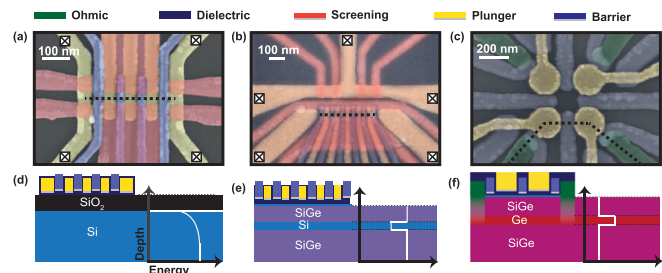 Ohmic Dielectric Screening Plunger Barrier
(a) (b) (c)
100 nm 100 nm 200 nm
(d) (e) (f)
SiO2
Si
Depth
Energy
SiGe
Si
SiGe
SiGe
Ge
SiGe